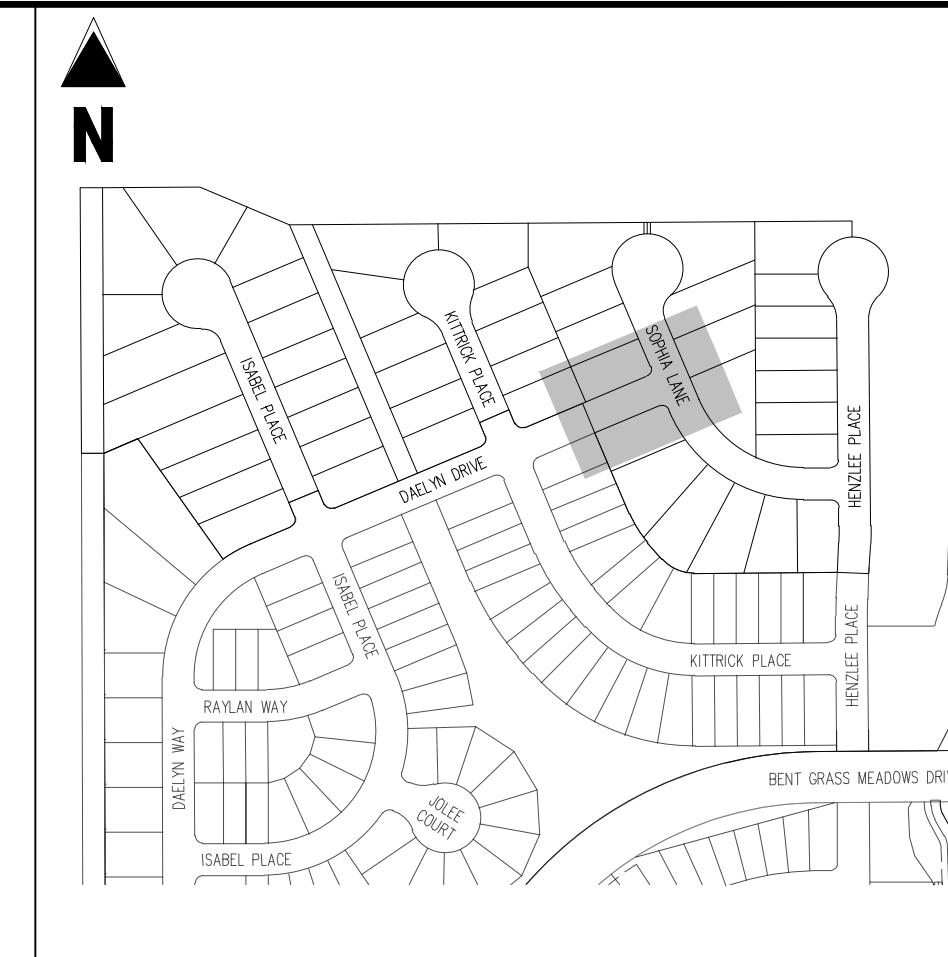 N
SOPHIA LANE
KITTRICK PLACE
ISABEL PLACE
HENZLEE PLACE
DAELYN DRIVE
ISABEL PLACE
HENZLEE PLACE
KITTRICK PLACE
RAYLAN WAY
DAELYN WAY
BENT GRASS MEADOWS DRI
JOLEE
COURT
ISABEL PLACE